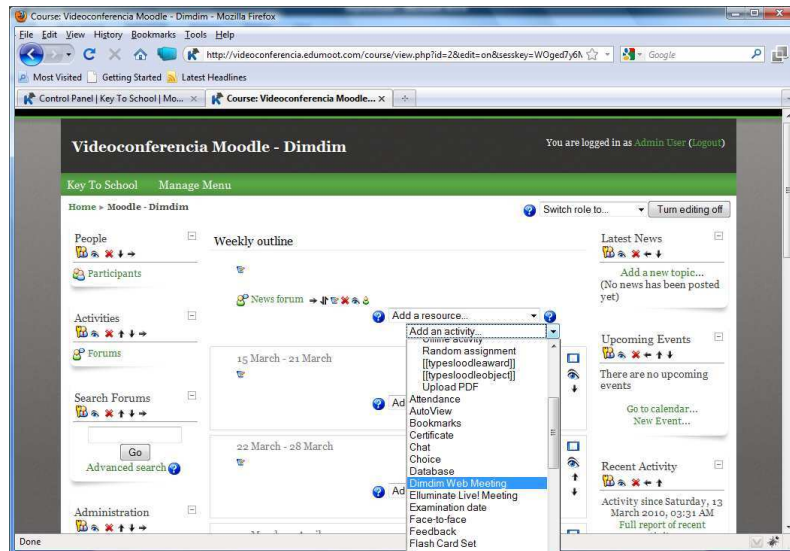 Course: Videoconferencia Moodle - Dimdim - Mozilla Firefox
File Edit View History Bookmarks Tools Help
http://videoconferencia.edumoot.com/course/view.php?id=2&edit=on&sesskey=WOged7y6
Google
Most Visited Getting Started Latest Headlines
Control Panel | Key To School | Mo...
Course: Videoconferencia Moodle...
Videoconferencia Moodle - Dimdim
You are logged in as Admin User (Logout)
Key To School Manage Menu
Home » Moodle - Dimdim
Switch role to...
Turn editing off
People
Participants
Activities
Forums
Search Forums
Go
Advanced search
Administration
Weekly outline
News forum
Add a resource...
Add an activity...
Offline activity
Random assignment
[[typesloodleaward]]
[[typesloodleobject]]
Upload PDF
Attendance
AutoView
Bookmarks
Certificate
Chat
Choice
Database
Dimdim Web Meeting
Elluminate Live! Meeting
Examination date
Face-to-face
Feedback
Flash Card Set
15 March - 21 March
Ad
22 March - 28 March
Ad
Latest News
Add a new topic...
(No news has been posted
yet)
Upcoming Events
There are no upcoming
events
Go to calendar...
New Event...
Recent Activity
Activity since Saturday, 13
March 2010, 03:31 AM
Full report of recent
Done